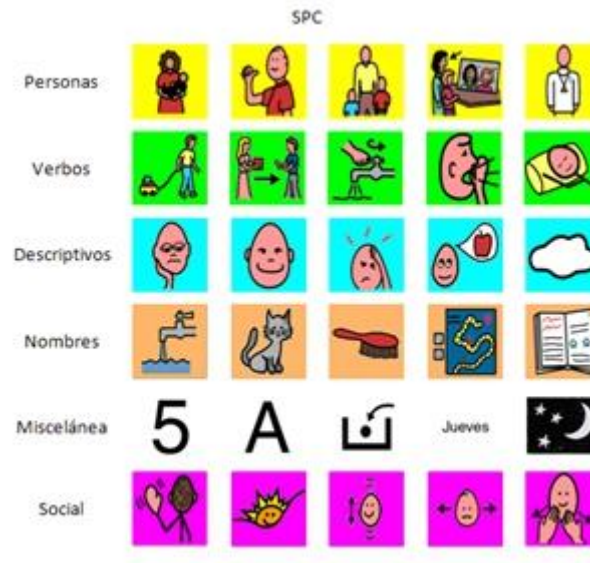 SPC
Personas
Verbos
Descriptivos
Nombres
Miscelánea
5 A Jueves
Social